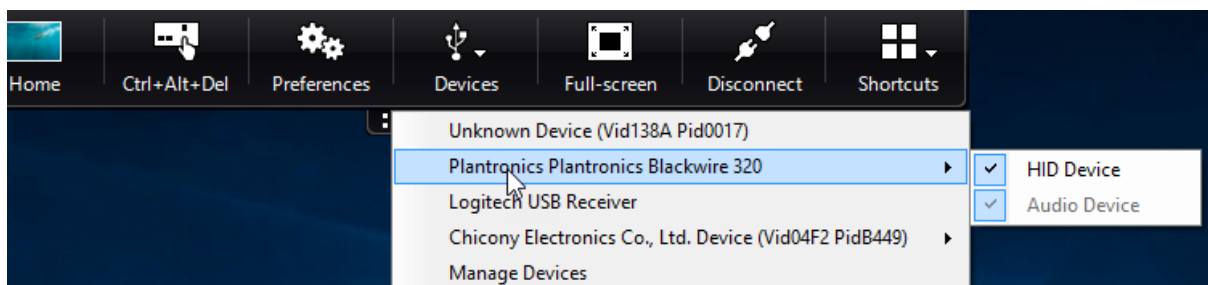 Home Ctrl+Alt+Del Preferences Devices Full-screen Disconnect Shortcuts
Unknown Device (Vid138A Pid0017)
Plantronics Plantronics Blackwire 320
HID Device
Logitech USB Receiver
Audio Device
Chicony Electronics Co., Ltd. Device (Vid04F2 PidB449)
Manage Devices